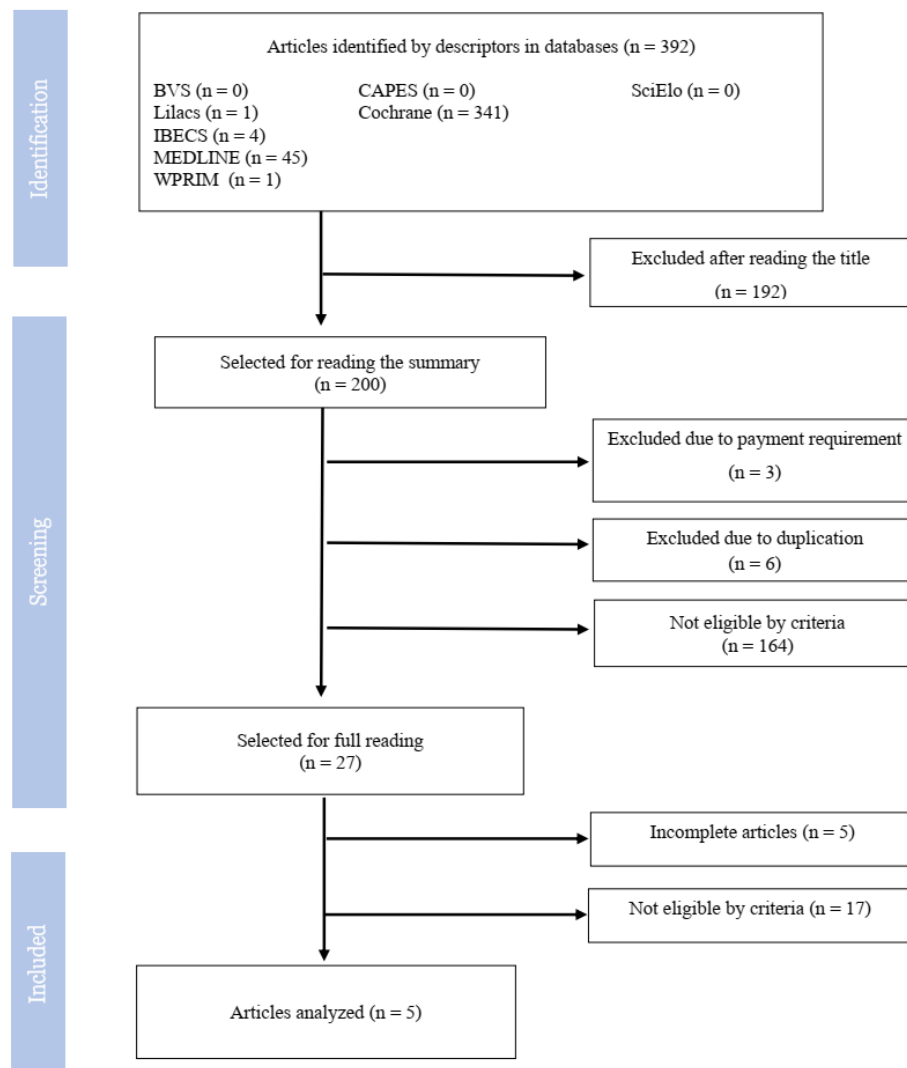 Identification
Articles identified by descriptors in databases (n = 392)
BVS (n = 0)
CAPES (n = 0)
SciElo (n = 0)
Lilacs (n = 1)
Cochrane (n = 341)
IBECS (n = 4)
MEDLINE (n = 45)
WPRIM (n = 1)
Excluded after reading the title
(n = 192)
Screening
Selected for reading the summary
(n = 200)
Excluded due to payment requirement
(n = 3)
Excluded due to duplication
(n = 6)
Not eligible by criteria
(n = 164)
Selected for full reading
(n = 27)
Incomplete articles (n = 5)
Included
Not eligible by criteria (n = 17)
Articles analyzed (n = 5)